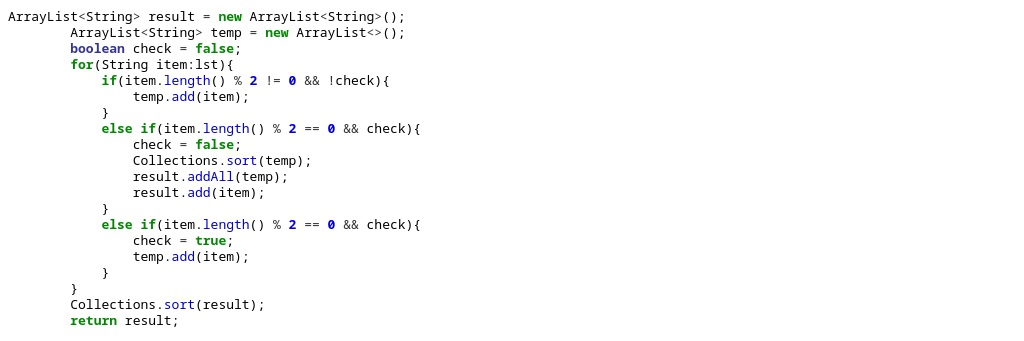 ArrayList<String> result = new ArrayList<String>();
        ArrayList<String> temp = new ArrayList<>();
        boolean check = false;
        for(String item:lst){
            if(item.length() % 2 != 0 && !check){
                temp.add(item);
            }
            else if(item.length() % 2 == 0 && check){
                check = false;
                Collections.sort(temp);
                result.addAll(temp);
                result.add(item);
            }
            else if(item.length() % 2 == 0 && check){
                check = true;
                temp.add(item);
            }
        }
        Collections.sort(result);
        return result;